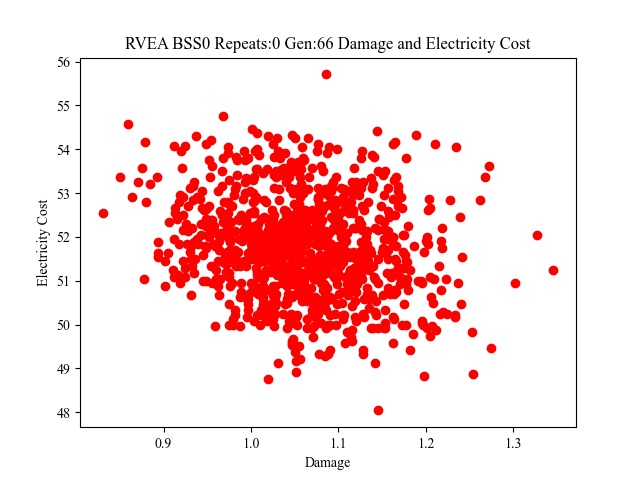 RVEA BSS0 Repeats:0 Gen:66 Damage and Electricity Cost
56
55
54
53
52
51
50
49
48
Electricity Cost
0.9 1.0 1.1 1.2 1.3
Damage